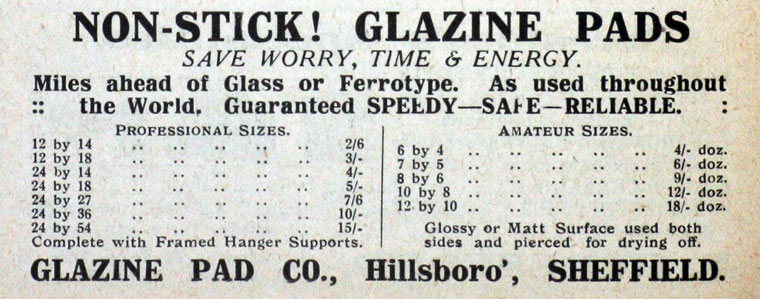 NON-STICK! GLAZINE PADS
SAVE WORRY, TIME & ENERGY.
Miles ahead of Glass or Ferrotype. As used throughout
:: the World. Guaranteed SPEEDY—SAFE—RELIABLE. :
PROFESSIONAL SIZES.
12 by 14 .. .. .. .. 2/6
12 by 18 .. .. .. .. 3/-
24 by 14 .. .. .. .. 4/-
24 by 18 .. .. .. .. 5/-
24 by 27 .. .. .. .. 7/6
24 by 36 .. .. .. .. 10/-
24 by 54 .. .. .. .. 15/-
Complete with Framed Hanger Supports.
AMATEUR SIZES.
6 by 4 .. .. .. .. 4/- doz.
7 by 5 .. .. .. .. 6/- doz.
8 by 6 .. .. .. .. 9/- doz.
10 by 8 .. .. .. .. 12/- doz.
12 by 10 .. .. .. .. 18/- doz.
Glossy or Matt Surface used both
sides and pierced for drying off.
GLAZINE PAD CO., Hillsboro', SHEFFIELD.